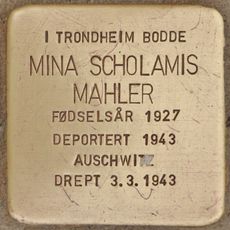 I TRONDHEIM BODDE
MINA SCHOLAMIS
MAHLER
FØDSELSÅR 1927
DEPORTERT 1943
AUSCHWITZ
DREPT 3.3.1943